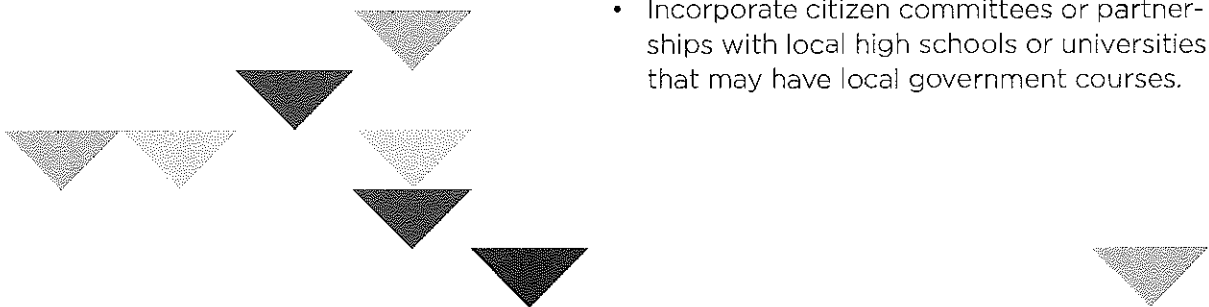 • Incorporate citizen committees or partner-
ships with local high schools or universities
that may have local government courses.